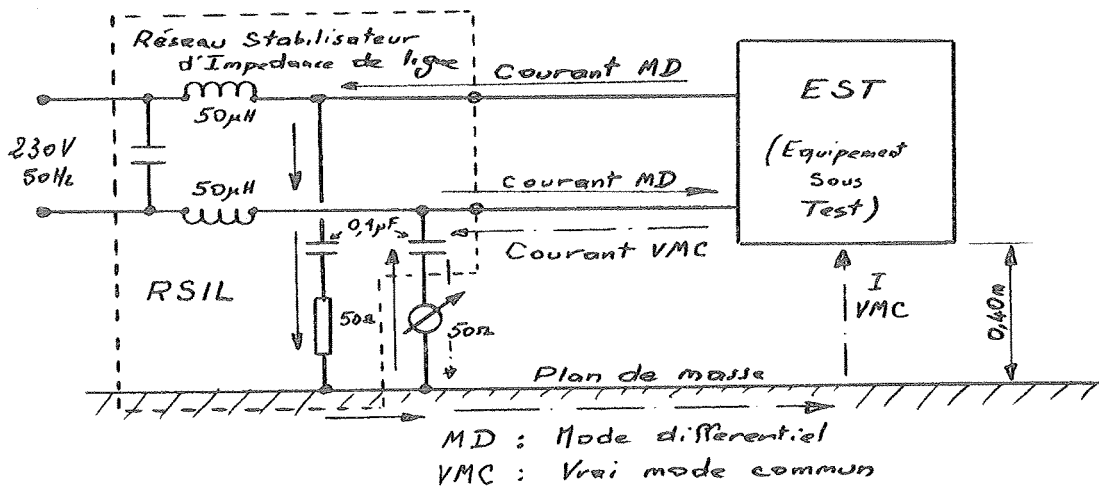 Réseau Stabilisateur
d'Impedance de ligne
Courant MD
EST
50µH
230V
50Hz
(Equipement
Sous
Test)
50µH
Courant MD
0,1µF
Courant VMC
RSIL
I
VMC
0,40m
50Ω
50Ω
Plan de masse
MD : Mode différentiel
VMC : Vrai mode commun